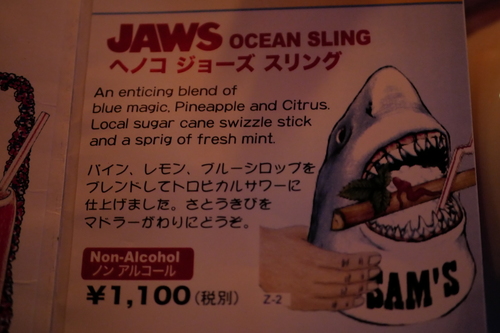 JAWS OCEAN SLING
ヘノコ ジョーズ スリング
An enticing blend of
blue magic, Pineapple and Citrus.
Local sugar cane swizzle stick
and a sprig of fresh mint.
パイン、レモン、ブルーシロップを
ブレンドしてトロピカルサワーに
仕上げました。さとうきびを
マドラーがわりにどうぞ。
Non-Alcohol
ノン アルコール
¥1,100(税別)
Z-2
SAM'S